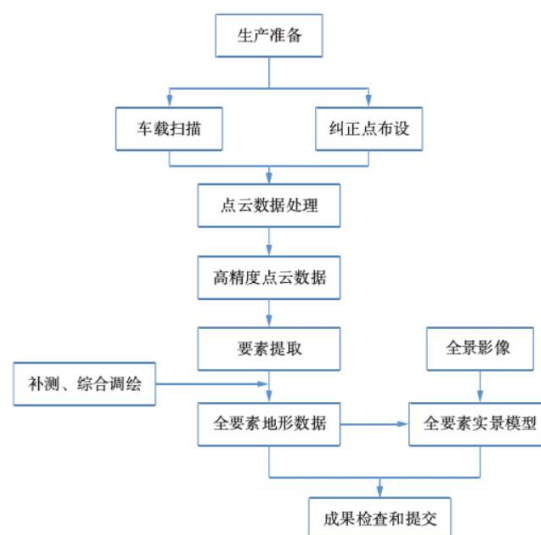 生产准备
车载扫描
纠正点布设
点云数据处理
高精度点云数据
要素提取
全景影像
补测、综合调绘
全要素地形数据
全要素实景模型
成果检查和提交